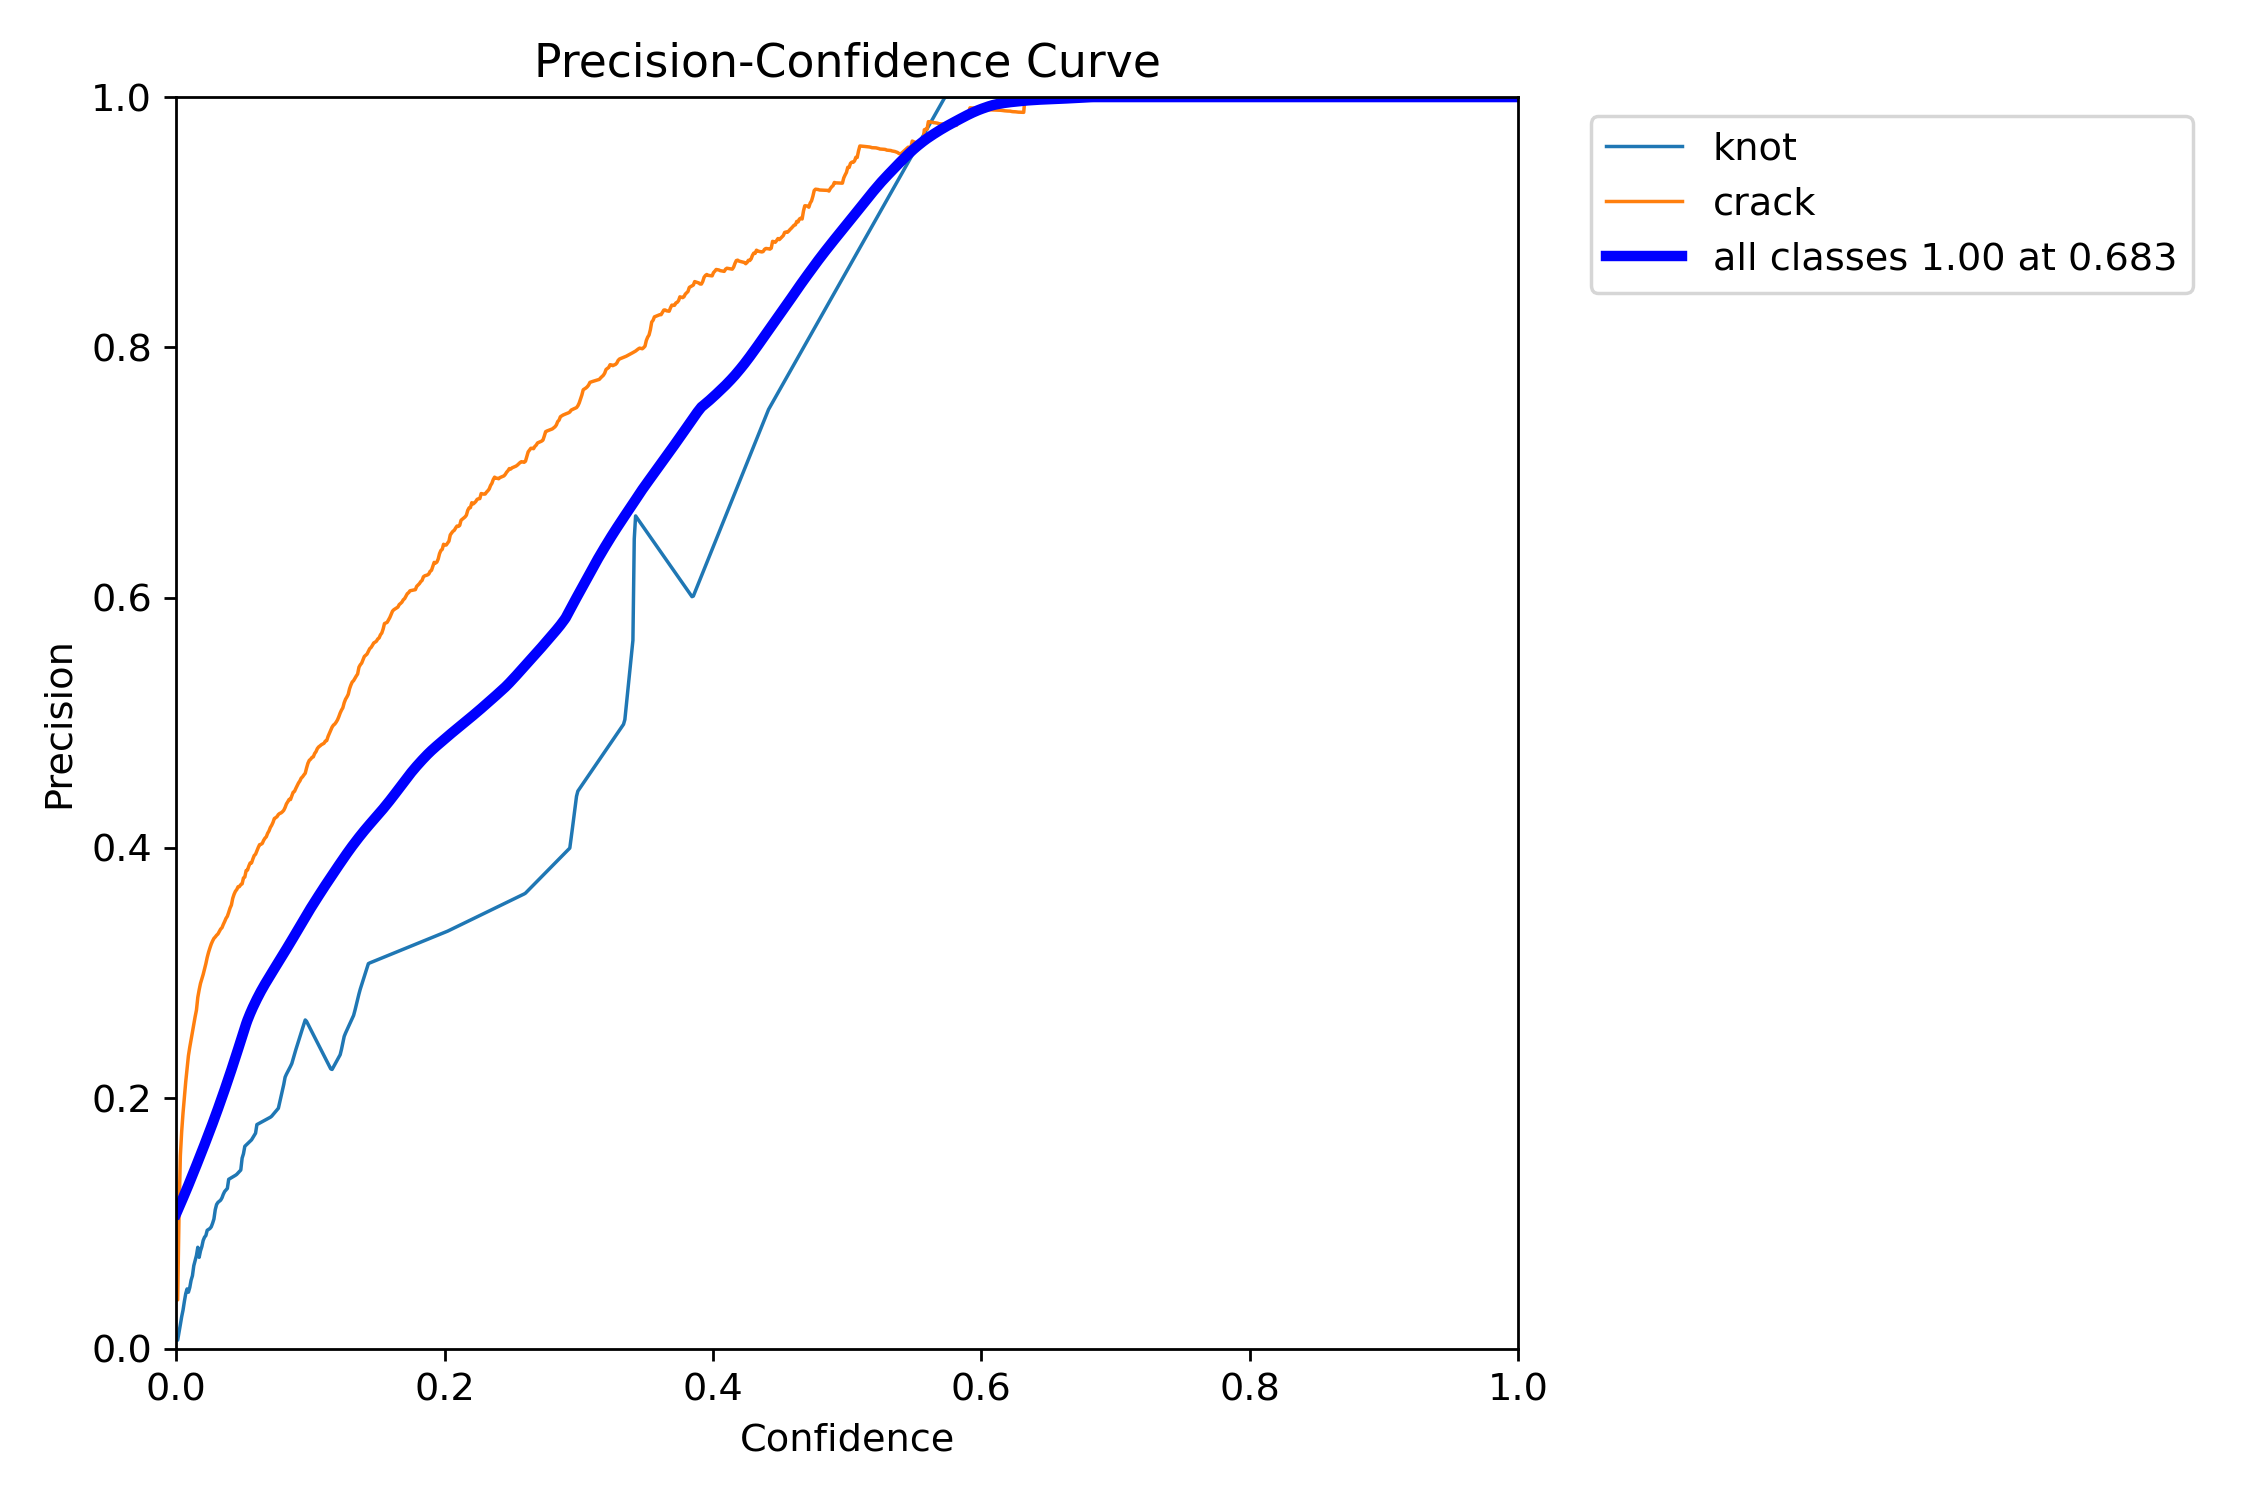 Precision-Confidence Curve
1.0
0.8
0.6
0.4
0.2
0.0
Precision
0.0 0.2 0.4 0.6 0.8 1.0
Confidence
knot
crack
all classes 1.00 at 0.683